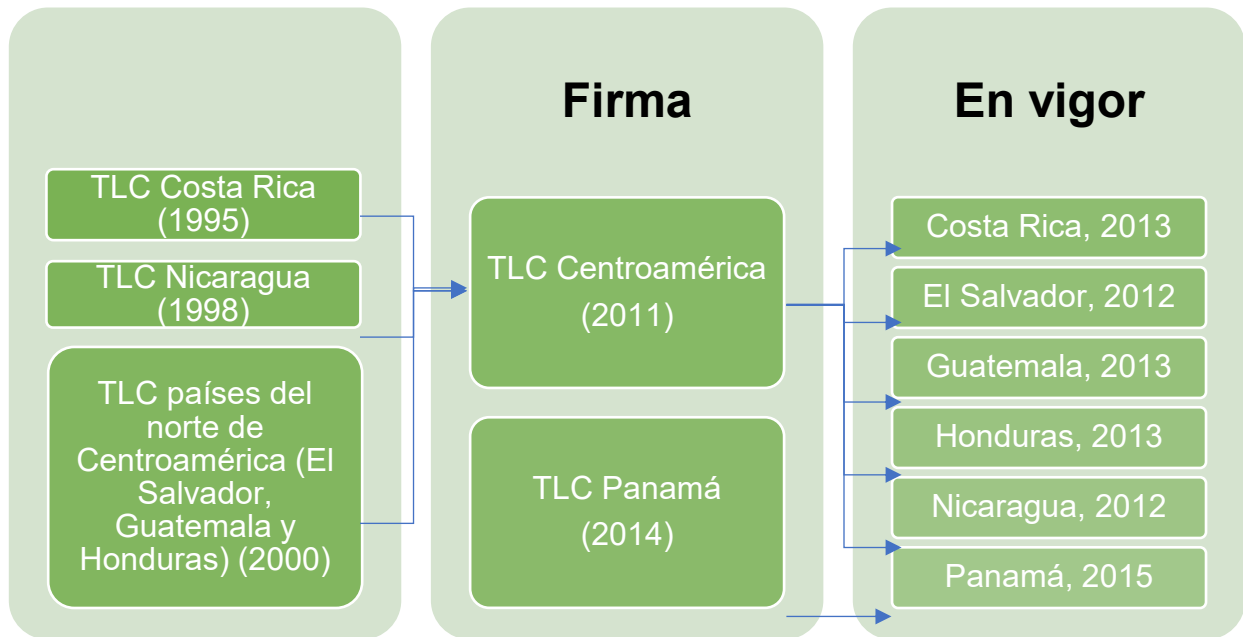 TLC Costa Rica
(1995)
TLC Nicaragua
(1998)
TLC países del
norte de
Centroamérica (El
Salvador,
Guatemala y
Honduras) (2000)
Firma
TLC Centroamérica
(2011)
TLC Panamá
(2014)
En vigor
Costa Rica, 2013
El Salvador, 2012
Guatemala, 2013
Honduras, 2013
Nicaragua, 2012
Panamá, 2015